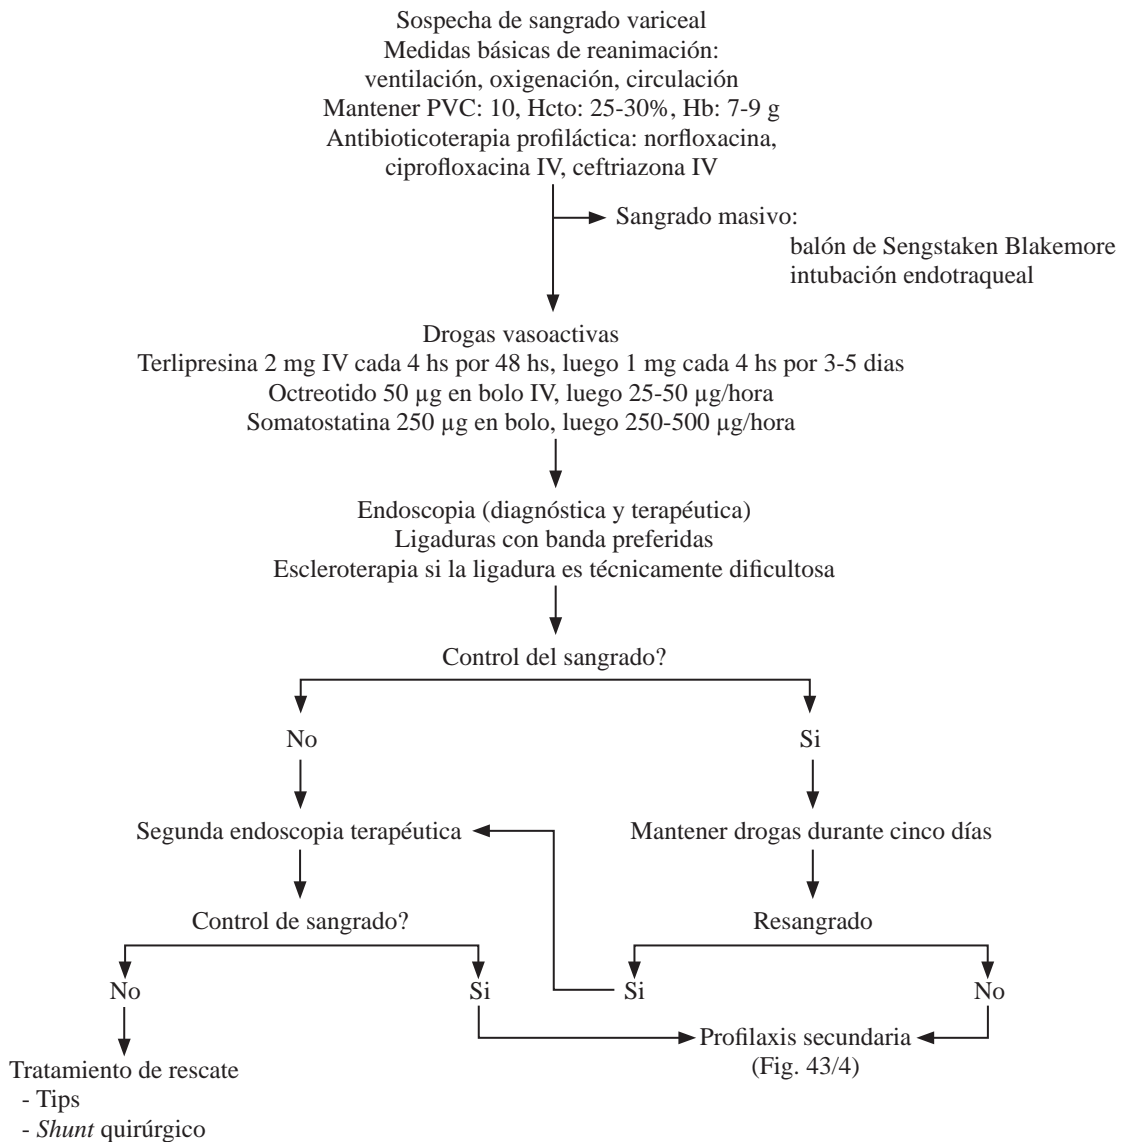 Sospecha de sangrado variceal
Medidas básicas de reanimación:
ventilación, oxigenación, circulación
Mantener PVC: 10, Hcto: 25-30%, Hb: 7-9 g
Antibioticoterapia profiláctica: norfloxacina,
ciprofloxacina IV, ceftriazona IV
Sangrado masivo:
balón de Sengstaken Blakemore
intubación endotraqueal
Drogas vasoactivas
Terlipresina 2 mg IV cada 4 hs por 48 hs, luego 1 mg cada 4 hs por 3-5 dias
Octreotido 50 µg en bolo IV, luego 25-50 µg/hora
Somatostatina 250 µg en bolo, luego 250-500 µg/hora
Endoscopia (diagnóstica y terapéutica)
Ligaduras con banda preferidas
Escleroterapia si la ligadura es técnicamente dificultosa
Control del sangrado?
No
Si
Segunda endoscopia terapéutica
Mantener drogas durante cinco días
Control de sangrado?
Resangrado
No
Si
Si
No
Profilaxis secundaria
(Fig. 43/4)
Tratamiento de rescate
- Tips
- Shunt quirúrgico